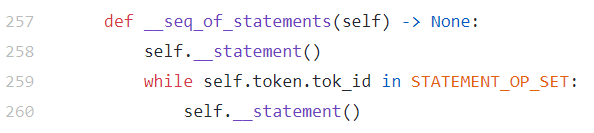 257 def __seq_of_statements(self) -> None:
258 self.__statement()
259 while self.token.tok_id in STATEMENT_OP_SET:
260 self.__statement()